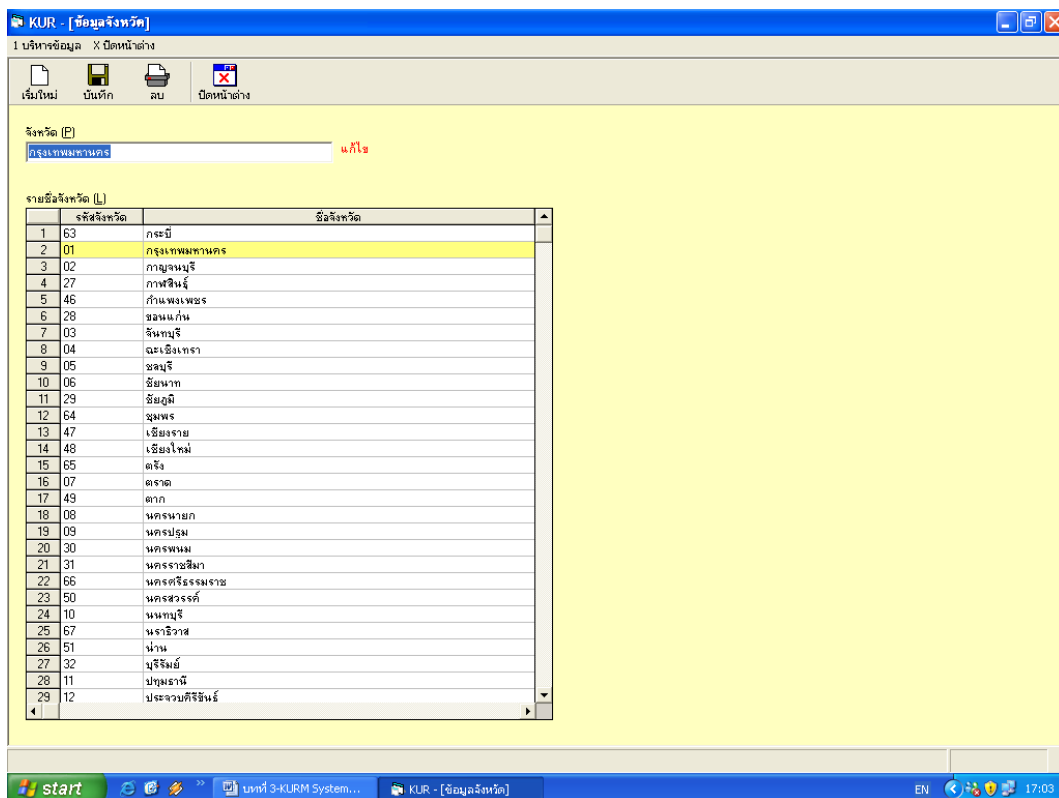 KUR - [ข้อมูลจังหวัด]
1 บริหารข้อมูล X ปิดหน้าต่าง
เริ่มใหม่ บันทึก ลบ ปิดหน้าต่าง
จังหวัด (P)
กรุงเทพมหานคร แก้ไข
รายชื่อจังหวัด (L)
รหัสจังหวัด ชื่อจังหวัด
1 63 กระบี่
2 01 กรุงเทพมหานคร
3 02 กาญจนบุรี
4 27 กาฬสินธุ์
5 46 กำแพงเพชร
6 28 ขอนแก่น
7 03 จันทบุรี
8 04 ฉะเชิงเทรา
9 05 ชลบุรี
10 06 ชัยนาท
11 29 ชัยภูมิ
12 64 ชุมพร
13 47 เชียงราย
14 48 เชียงใหม่
15 65 ตรัง
16 07 ตราด
17 49 ตาก
18 08 นครนายก
19 09 นครปฐม
20 30 นครพนม
21 31 นครราชสีมา
22 66 นครศรีธรรมราช
23 50 นครสวรรค์
24 10 นนทบุรี
25 67 นราธิวาส
26 51 น่าน
27 32 บุรีรัมย์
28 11 ปทุมธานี
29 12 ประจวบคีรีขันธ์
start บทที่ 3-KURM System... KUR - [ข้อมูลจังหวัด] EN 17:03